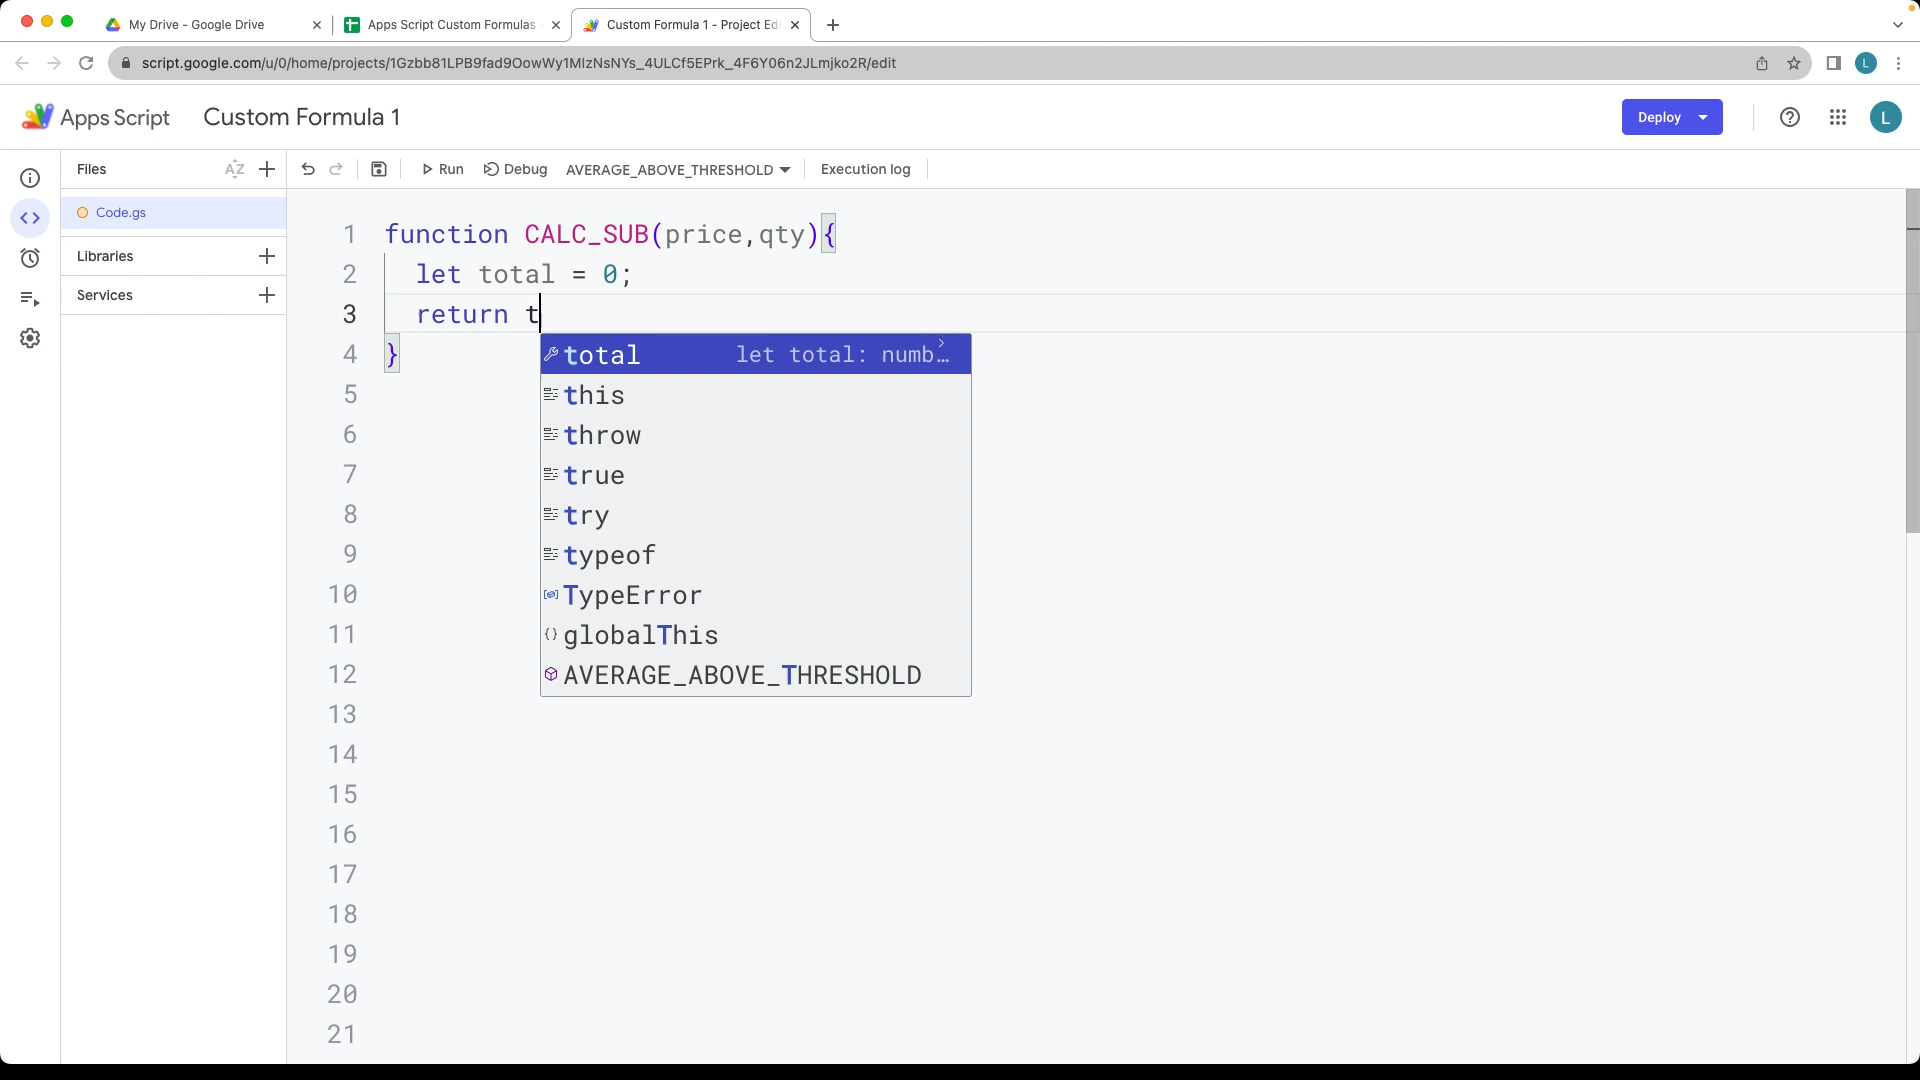 My Drive - Google Drive
Apps Script Custom Formulas
Custom Formula 1 - Project Edi
script.google.com/u/0/home/projects/1Gzbb81LPB9fad9OowWy1MlzNsNYs_4ULCf5EPrk_4F6Y06n2JLmjko2R/edit
L
Apps Script
Custom Formula 1
Deploy
L
Files
AZ
Run
Debug
AVERAGE_ABOVE_THRESHOLD
Execution log
Code.gs
Libraries
Services
1 function CALC_SUB(price,qty){
2 let total = 0;
3 return t
4 }
total let total: numb…
5 this
6 throw
7 true
8 try
9 typeof
10 TypeError
11 globalThis
12 AVERAGE_ABOVE_THRESHOLD
13
14
15
16
17
18
19
20
21